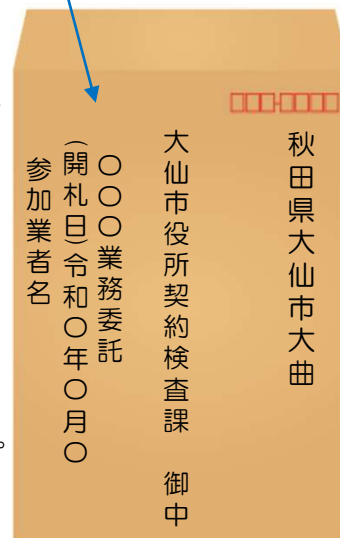 秋田県大仙市大曲
大仙市役所契約検査課　御中
〇〇〇業務委託
（開札日）令和〇年〇月〇
参加業者名
。